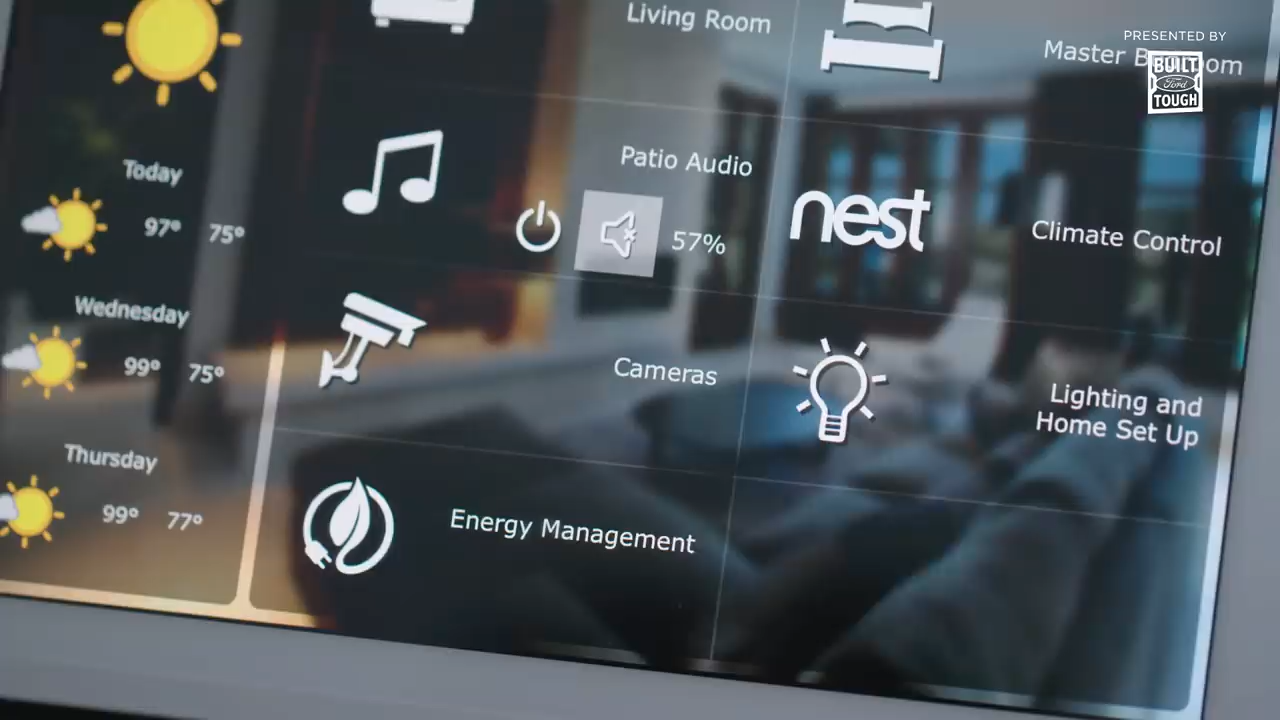 PRESENTED BY
BUILT
Ford
TOUGH
Living Room
Master Bedroom
Today
97° 75°
Patio Audio
57%
nest
Climate Control
Wednesday
99° 75°
Cameras
Lighting and
Home Set Up
Thursday
99° 77°
Energy Management